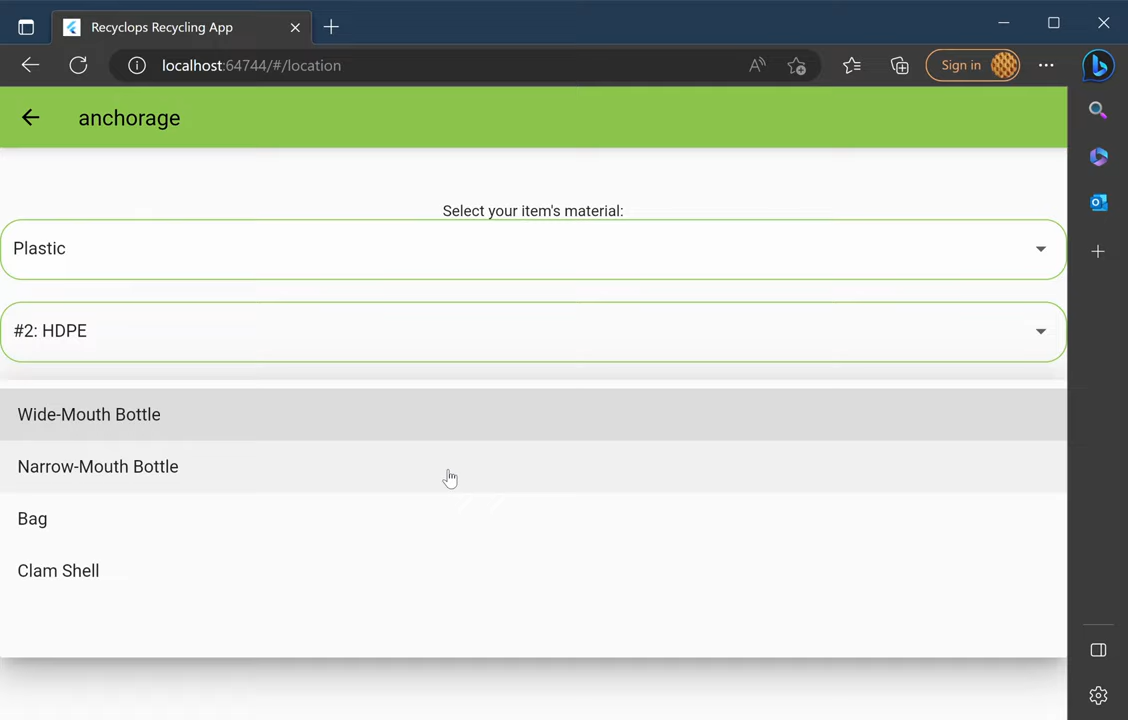 Recyclops Recycling App
localhost:64744/#/location
Sign in
anchorage
Select your item's material:
Plastic
#2: HDPE
Wide-Mouth Bottle
Narrow-Mouth Bottle
Bag
Clam Shell